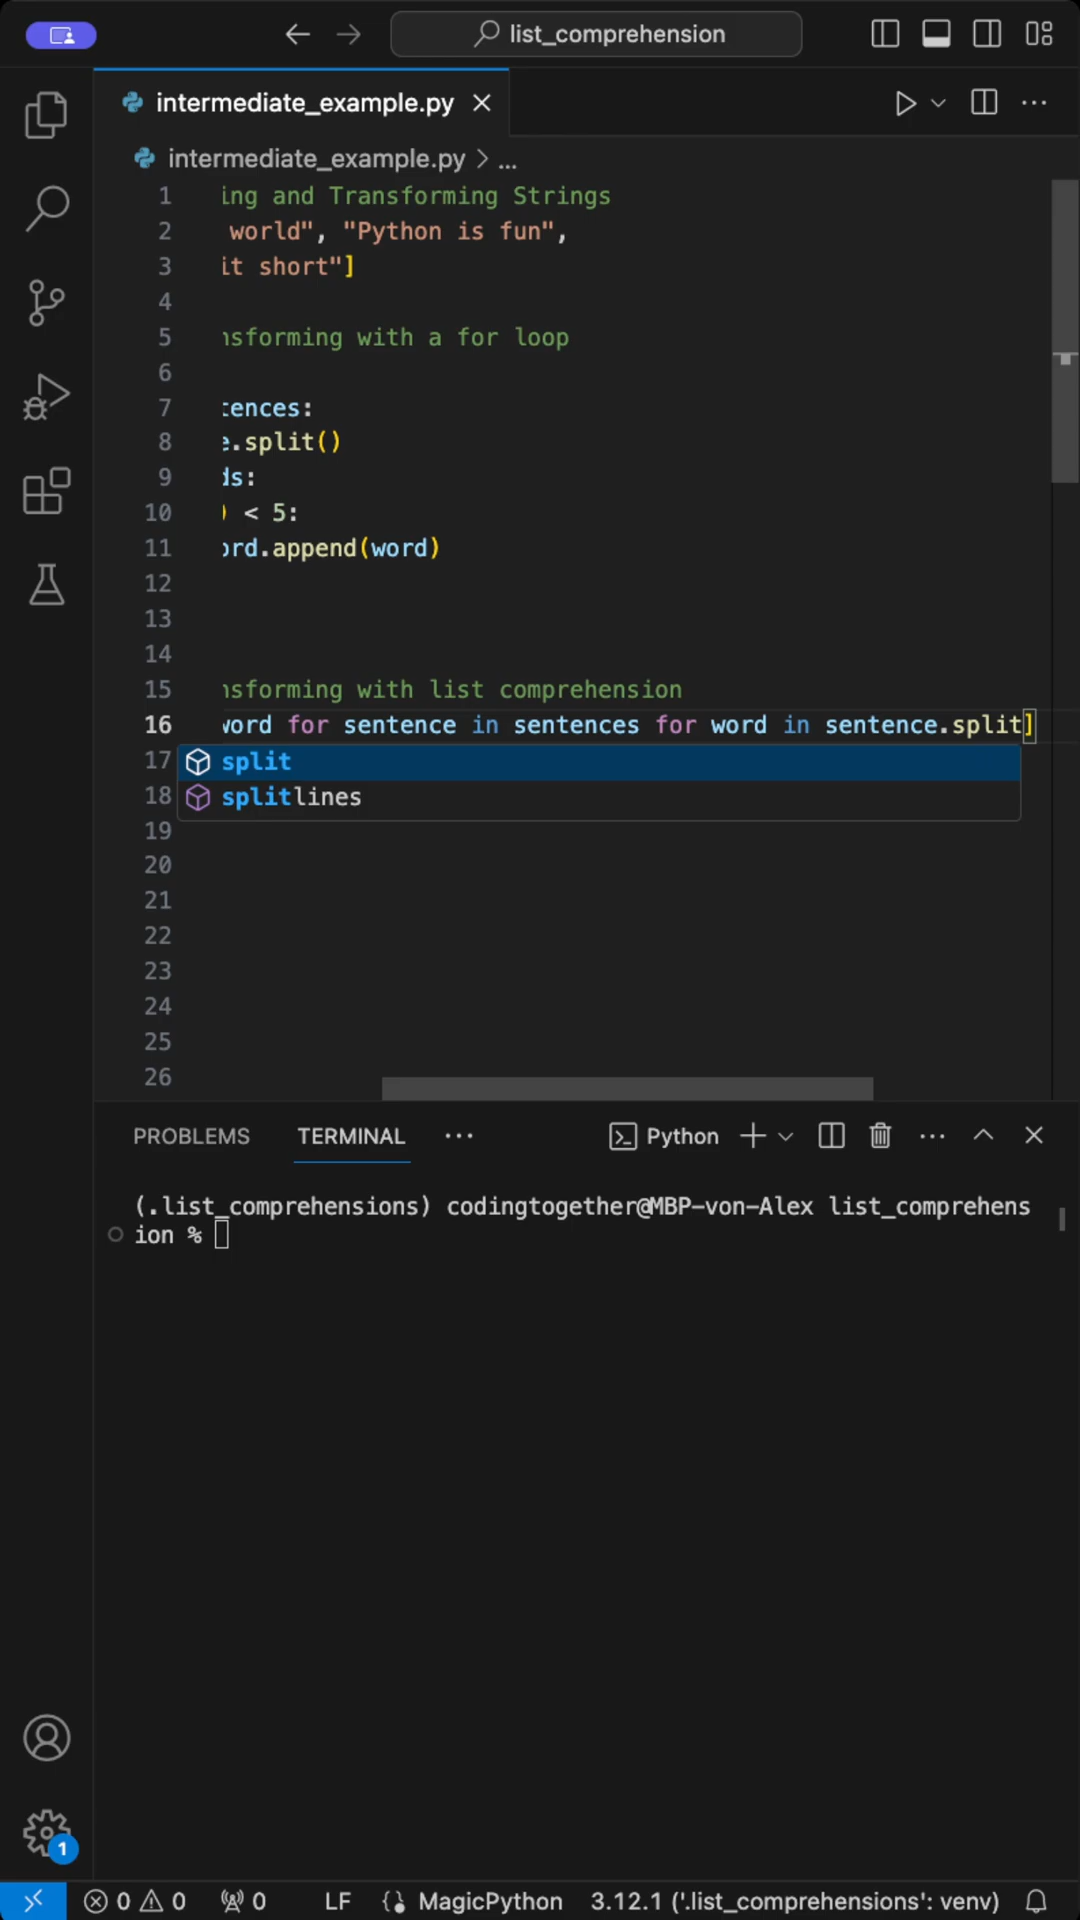 list_comprehension
intermediate_example.py
intermediate_example.py > ...
1 ing and Transforming Strings
2 world", "Python is fun",
3 it short"]
4
5 nsforming with a for loop
6
7 tences:
8 e.split()
9 ds:
10 ) < 5:
11 ord.append(word)
12
13
14
15 nsforming with list comprehension
16 word for sentence in sentences for word in sentence.split]
17 split
18 splitlines
19
20
21
22
23
24
25
26
PROBLEMS TERMINAL ... Python
(.list_comprehensions) codingtogether@MBP-von-Alex list_comprehens
ion %
1
0 0 0 LF MagicPython 3.12.1 ('.list_comprehensions': venv)